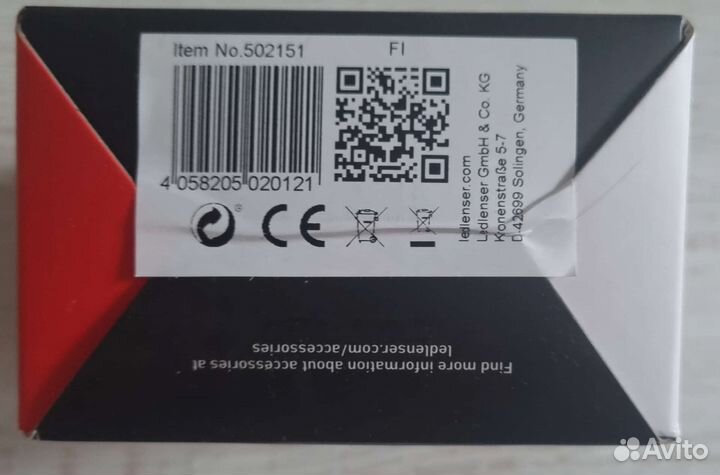 Item No.502151
FI
4 058205 020121
ledlenser.com
Ledlenser GmbH & Co. KG
Kronenstraße 5-7
D-42699 Solingen, Germany
CE
Find more information about accessories at
ledlenser.com/accessories
Avito